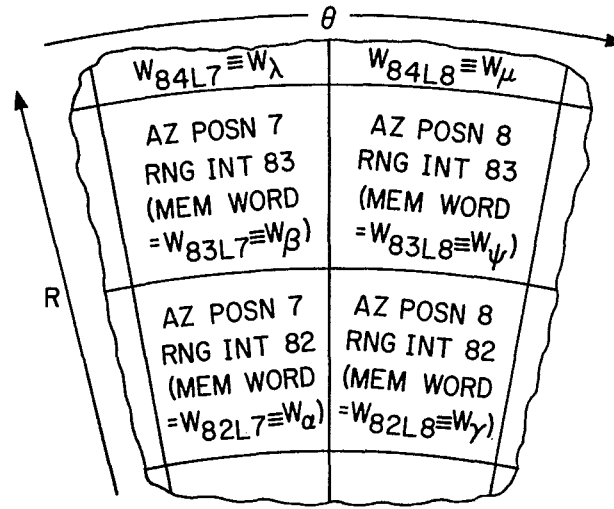 θ
W84L7≡Wλ
W84L8≡Wμ
AZ POSN 7
RNG INT 83
(MEM WORD
=W83L7≡Wβ)
AZ POSN 8
RNG INT 83
(MEM WORD
=W83L8≡Wψ)
R
AZ POSN 7
RNG INT 82
(MEM WORD
=W82L7≡Wα)
AZ POSN 8
RNG INT 82
(MEM WORD
=W82L8≡Wγ)